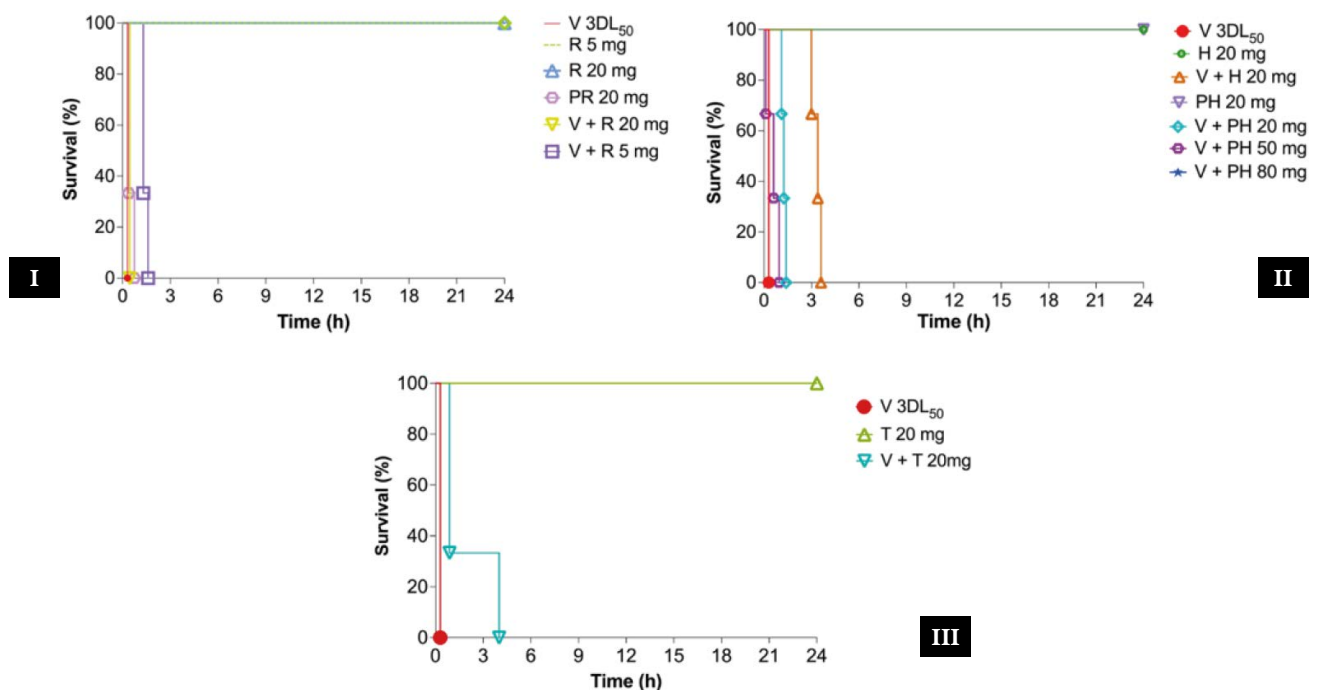 100
80
60
40
20
0
Survival (%)
0 3 6 9 12 15 18 21 24
Time (h)
V 3DL50
R 5 mg
R 20 mg
PR 20 mg
V + R 20 mg
V + R 5 mg
I
100
80
60
40
20
0
Survival (%)
0 3 6 9 12 15 18 21 24
Time (h)
V 3DL50
H 20 mg
V + H 20 mg
PH 20 mg
V + PH 20 mg
V + PH 50 mg
V + PH 80 mg
II
100
80
60
40
20
0
Survival (%)
0 3 6 9 12 15 18 21 24
Time (h)
V 3DL50
T 20 mg
V + T 20mg
III